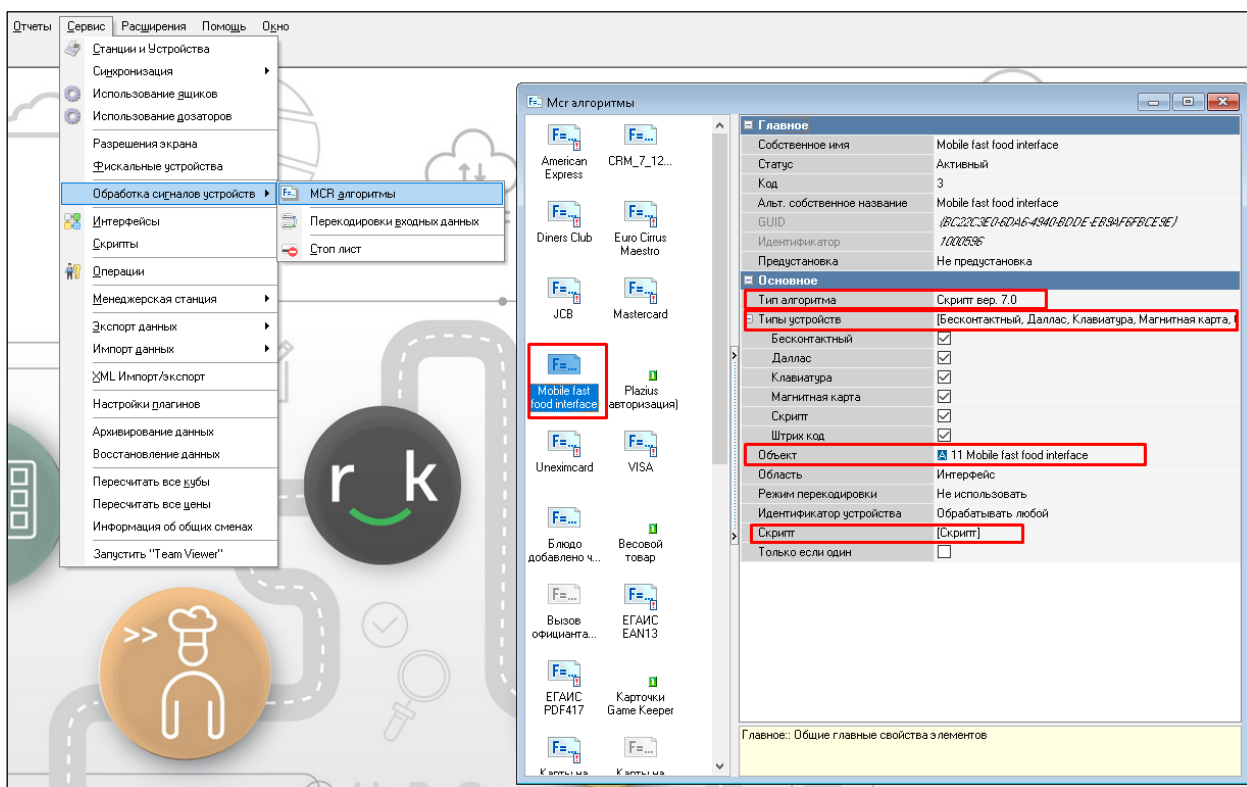 Отчеты Сервис Расширения Помощь Окно
Станции и Устройства
Синхронизация
Использование ящиков
Использование дозаторов
Разрешения экрана
Фискальные устройства
Обработка сигналов устройств
Интерфейсы
Скрипты
Операции
Менеджерская станция
Экспорт данных
Импорт данных
XML Импорт/экспорт
Настройки плагинов
Архивирование данных
Восстановление данных
Пересчитать все кубы
Пересчитать все цены
Информация об общих сменах
Запустить "Team Viewer"
MCR алгоритмы
Перекодировки входных данных
Стоп лист
r k
>>
Mcr алгоритмы
American Express
CRM_7_12...
Diners Club
Euro Cirrus Maestro
JCB
Mastercard
Mobile fast food interface
Plazius
авторизация)
Unеximcard
VISA
Блюдо добавлено ч...
Весовой товар
Вызов официанта...
ЕГАИС EAN13
ЕГАИС PDF417
Карточки Game Keeper
Карты на
Карты на
Главное
Собственное имя Mobile fast food interface
Статус Активный
Код 3
Альт. собственное название Mobile fast food interface
GUID {BC22C3E0-6DA6-4940-BDDE-EB9AF6FBCE9E}
Идентификатор 1000596
Предустановка Не предустановка
Основное
Тип алгоритма Скрипт вер. 7.0
Типы устройств [Бесконтактный, Даллас, Клавиатура, Магнитная карта,
Бесконтактный
Даллас
Клавиатура
Магнитная карта
Скрипт
Штрих код
Объект 11 Mobile fast food interface
Область Интерфейс
Режим перекодировки Не использовать
Идентификатор устройства Обрабатывать любой
Скрипт [Скрипт]
Только если один
Главное:: Общие главные свойства элементов